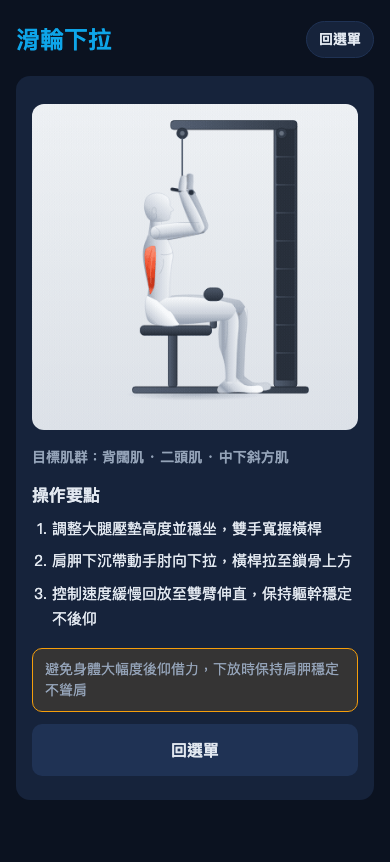 滑輪下拉
回選單
目標肌群：背闊肌 · 二頭肌 · 中下斜方肌
操作要點
1. 調整大腿壓墊高度並穩坐，雙手寬握橫桿
2. 肩胛下沉帶動手肘向下拉，橫桿拉至鎖骨上方
3. 控制速度緩慢回放至雙臂伸直，保持軀幹穩定
不後仰
避免身體大幅度後仰借力，下放時保持肩胛穩定
不聳肩
回選單